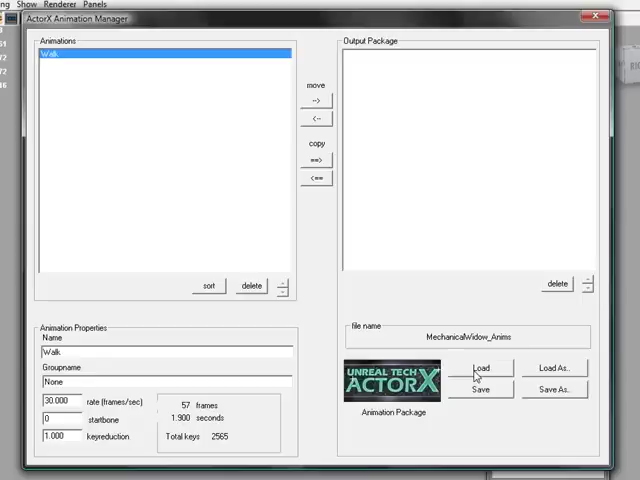 ng Show Renderer Panels
ActorX Animation Manager
Animations
Walk
sort
delete
move
-->
<--
copy
==>
<==
Output Package
delete
Animation Properties
Name
Walk
Groupname
None
30.000 rate (frames/sec)
0 startbone
1.000 keyreduction
57 frames
1.900 seconds
Total keys 2565
file name
MechanicalWidow_Anims
UNREAL TECH
ACTORX
Animation Package
Load
Load As..
Save
Save As..